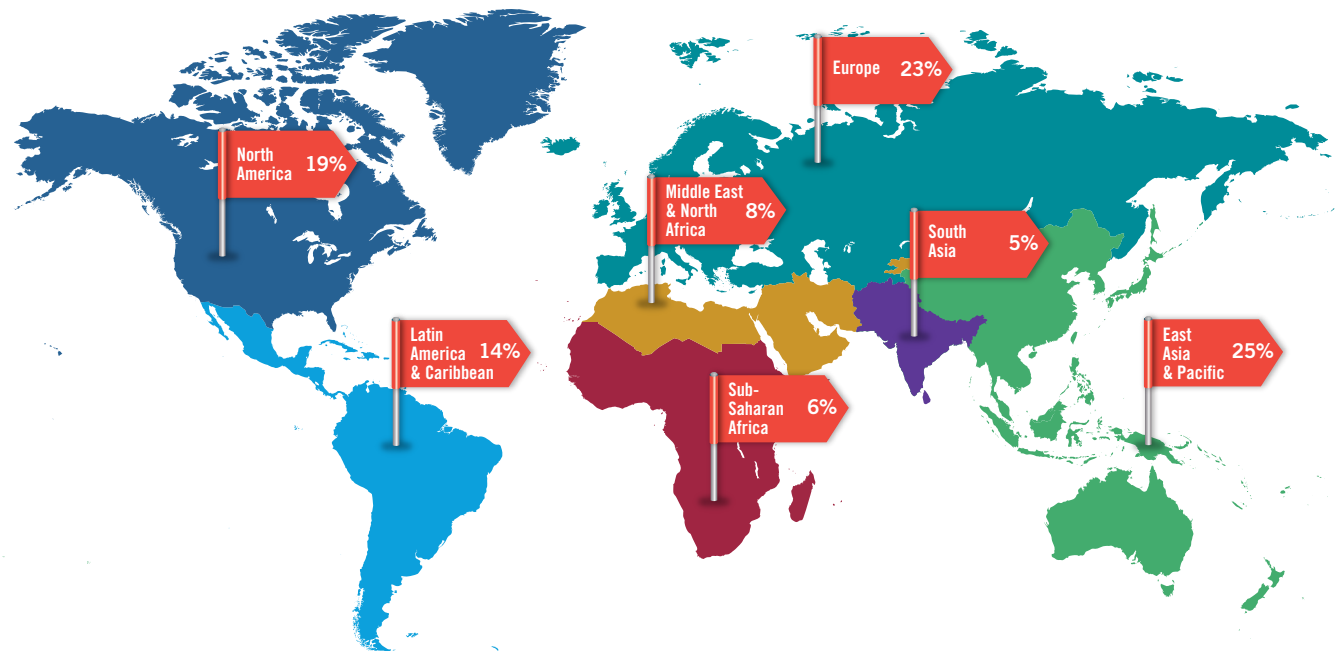 Europe 23%
North
America 19%
Middle East
& North
Africa 8%
South
Asia 5%
Latin
America 14%
& Caribbean
East
Asia 25%
& Pacific
Sub-
Saharan 6%
Africa